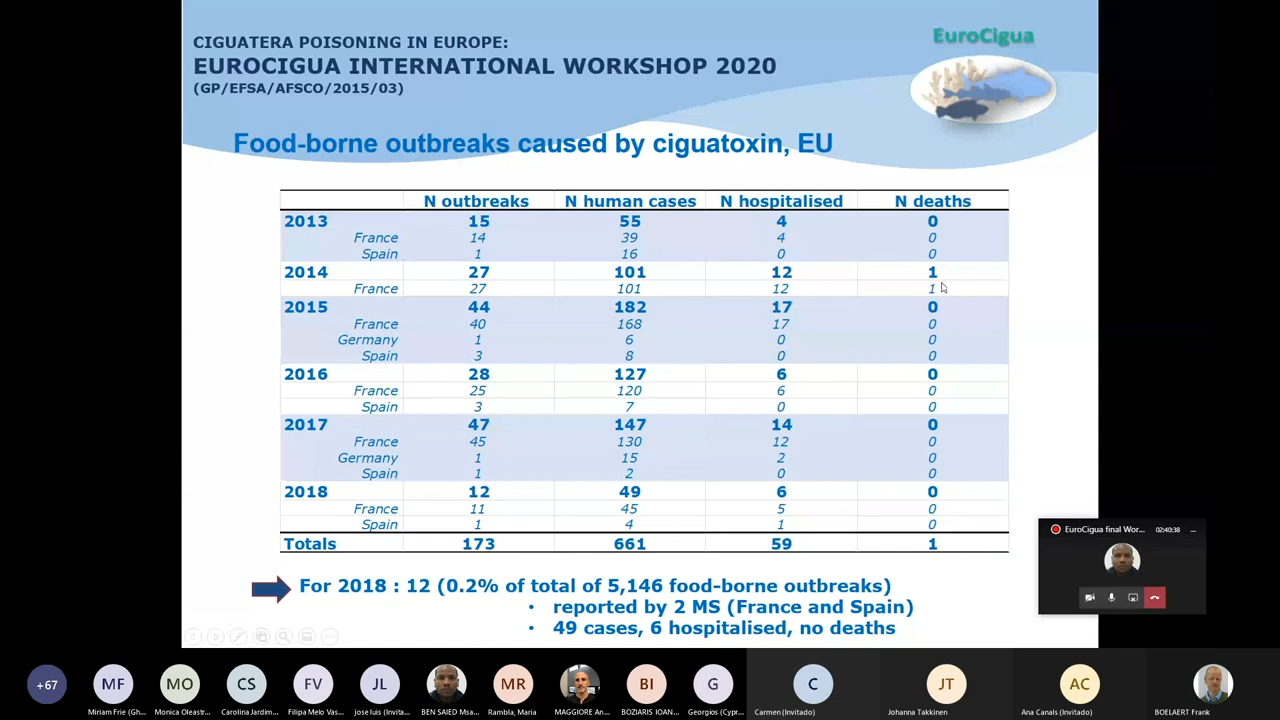 CIGUATERA POISONING IN EUROPE:
EUROCIGUA INTERNATIONAL WORKSHOP 2020
(GP/EFSA/AFSCO/2015/03)
EuroCigua
Food-borne outbreaks caused by ciguatoxin, EU
N outbreaks N human cases N hospitalised N deaths
2013 15 55 4 0
France 14 39 4 0
Spain 1 16 0 0
2014 27 101 12 1
France 27 101 12 1
2015 44 182 17 0
France 40 168 17 0
Germany 1 6 0 0
Spain 3 8 0 0
2016 28 127 6 0
France 25 120 6 0
Spain 3 7 0 0
2017 47 147 14 0
France 45 130 12 0
Germany 1 15 2 0
Spain 1 2 0 0
2018 12 49 6 0
France 11 45 5 0
Spain 1 4 1 0
Totals 173 661 59 1
For 2018 : 12 (0.2% of total of 5,146 food-borne outbreaks)
• reported by 2 MS (France and Spain)
• 49 cases, 6 hospitalised, no deaths
EuroCigua final Wor... 02:40:38
+67 MF MO CS FV JL MR BI G C JT AC
Miriam Frie (Gh... Monica Oleastr... Carolina Jardim... Filipa Melo Vas... jose luis (Invita... BEN SAIED Msa... Rambla, Maria MAGGIORE An... BOZIARIS IOAN... Georgios (Cypr... Carmen (Invitado) Johanna Takkinen Ana Canals (Invitado) BOELAERT Frank